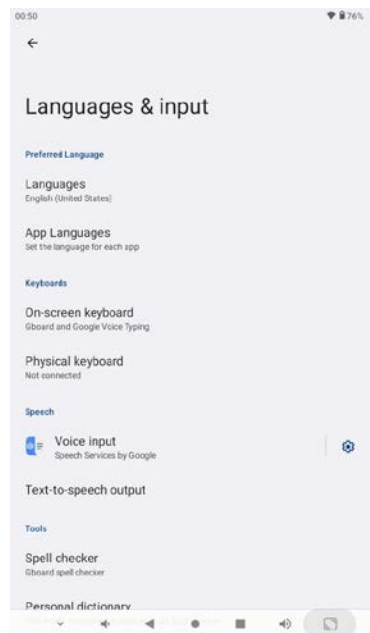 00:50
76%
Languages & input
Preferred Language
Languages
English (United States)
App Languages
Set the language for each app
Keyboards
On-screen keyboard
Gboard and Google Voice Typing
Physical keyboard
Not connected
Speech
Voice input
Speech Services by Google
Text-to-speech output
Tools
Spell checker
Gboard spell checker
Personal dictionary